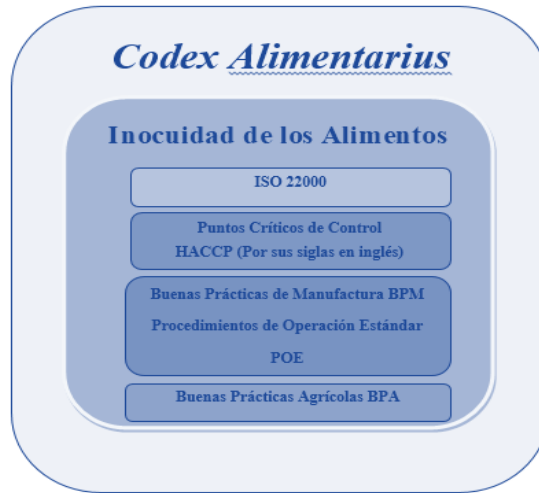 Codex Alimentarius
Inocuidad de los Alimentos
ISO 22000
Puntos Críticos de Control
HACCP (Por sus siglas en inglés)
Buenas Prácticas de Manufactura BPM
Procedimientos de Operación Estándar
POE
Buenas Prácticas Agrícolas BPA